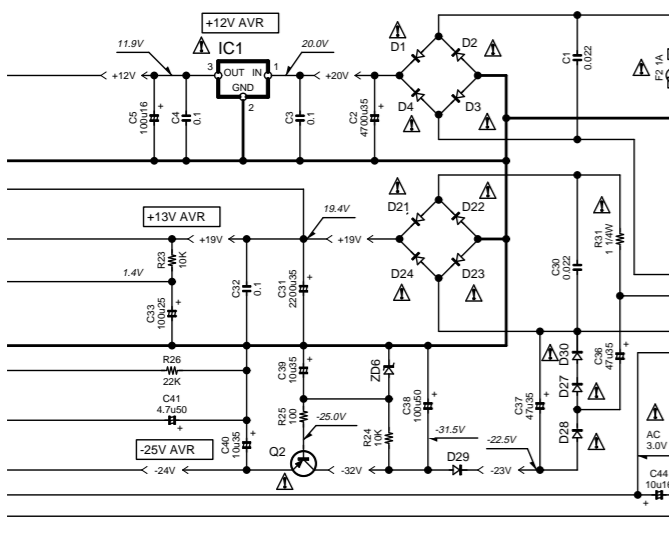 +12V AVR
11.9V
IC1
20.0V
3
OUT IN
1
GND
2
+12V
+20V
C5
100u16
C4
0.1
C3
0.1
C2
4700u35
D1
D2
D4
D3
C1
0.022
F2 1A
+13V AVR
19.4V
+19V
+19V
R23
10K
1.4V
C33
100u25
C32
0.1
C31
2200u35
D21
D22
D24
D23
C30
0.022
R31
1 1/4W
R26
22K
C41
4.7u50
C39
10u35
ZD6
C38
100u50
C37
47u35
D30
D27
D28
C36
47u35
-25V AVR
C40
10u35
R25
100
-25.0V
R24
10K
-31.5V
-22.5V
Q2
D29
-24V
-32V
-23V
AC
3.0V
C44
10u16